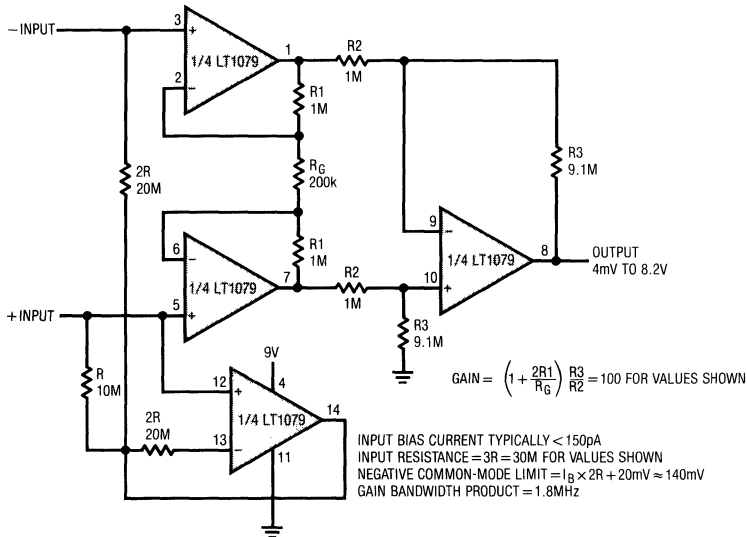 −INPUT
3
+
1/4 LT1079
1
2
−
R2
1M
R1
1M
R3
9.1M
2R
20M
RG
200k
6
−
1/4 LT1079
7
5
+
R1
1M
R2
1M
9
−
1/4 LT1079
8
10
+
OUTPUT
4mV TO 8.2V
R3
9.1M
+INPUT
R
10M
2R
20M
9V
4
12
+
1/4 LT1079
14
13
−
11
GAIN = (1 + 2R1/RG) R3/R2 = 100 FOR VALUES SHOWN
INPUT BIAS CURRENT TYPICALLY < 150pA
INPUT RESISTANCE = 3R = 30M FOR VALUES SHOWN
NEGATIVE COMMON-MODE LIMIT = IB × 2R + 20mV ≈ 140mV
GAIN BANDWIDTH PRODUCT = 1.8MHz